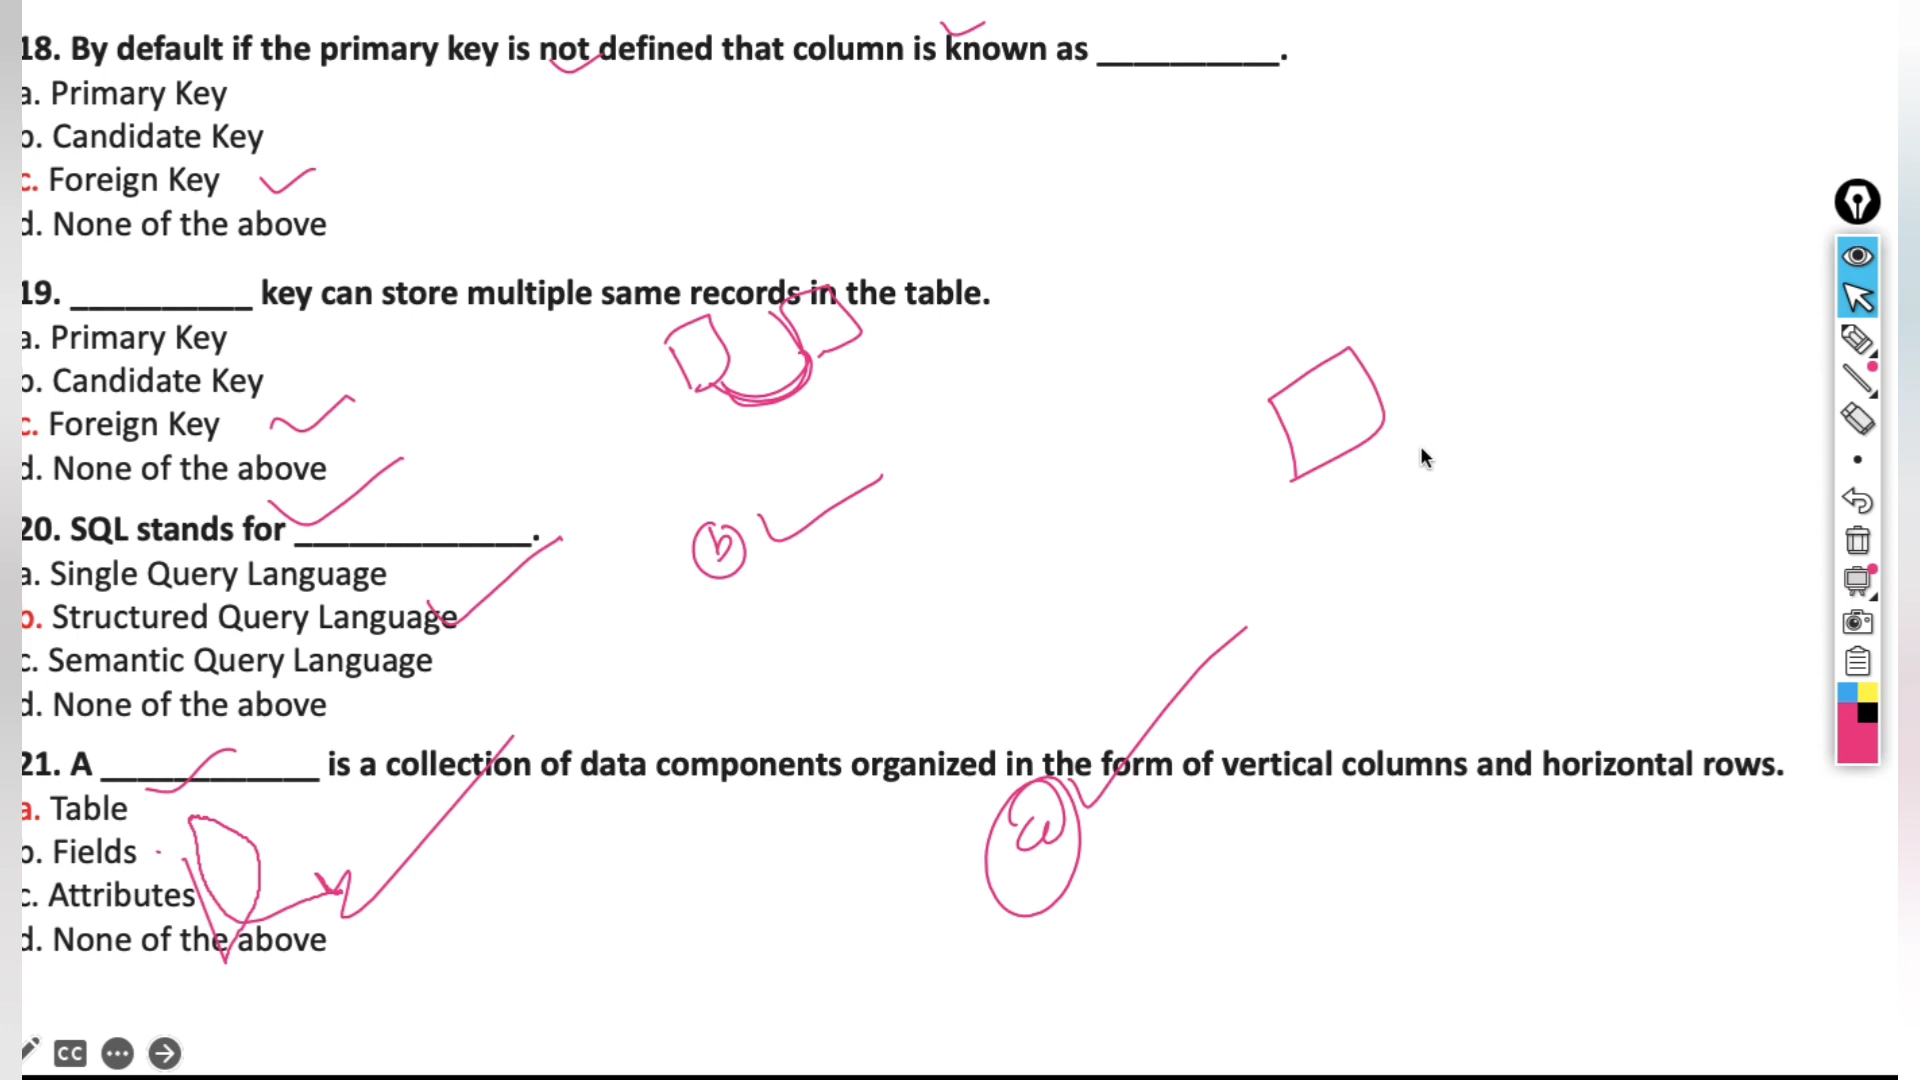 18. By default if the primary key is not defined that column is known as __________.
a. Primary Key
b. Candidate Key
c. Foreign Key
d. None of the above
19. __________ key can store multiple same records in the table.
a. Primary Key
b. Candidate Key
c. Foreign Key
d. None of the above
20. SQL stands for _____________.
b
a. Single Query Language
b. Structured Query Language
c. Semantic Query Language
d. None of the above
21. A ____________ is a collection of data components organized in the form of vertical columns and horizontal rows.
a. Table
b. Fields
c. Attributes
d. None of the above
CC